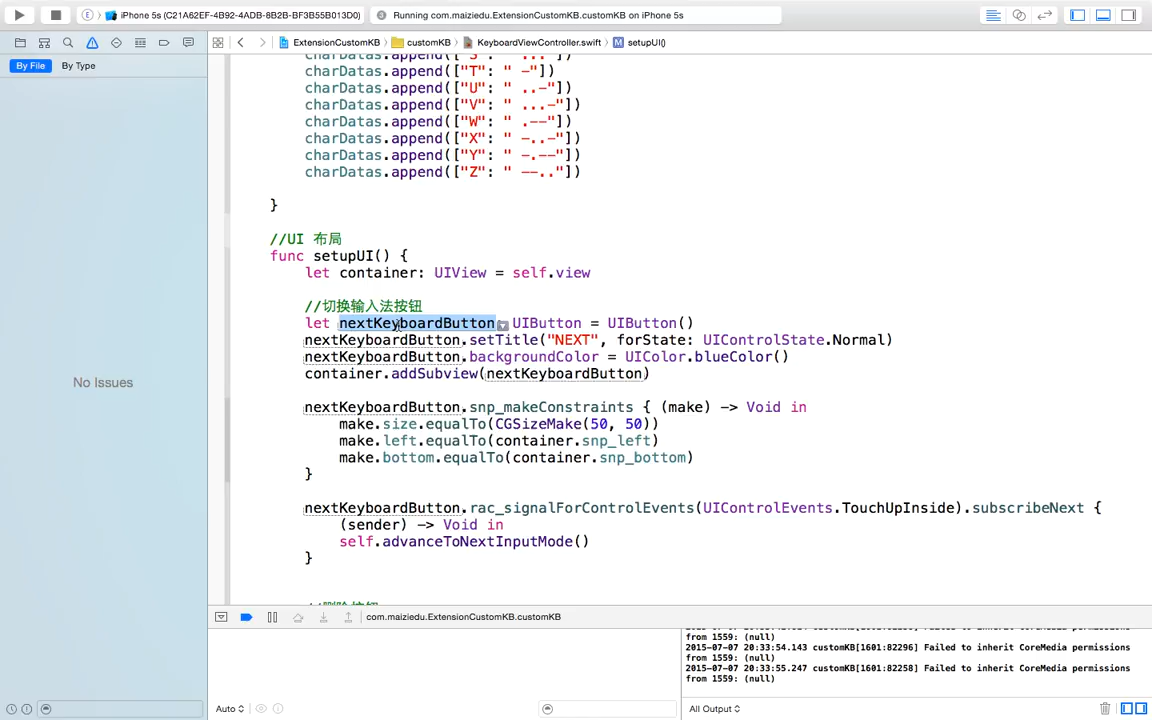 iPhone 5s (C21A62EF-4B92-4ADB-8B2B-BF3B55B013D0)
Running com.maiziedu.ExtensionCustomKB.customKB on iPhone 5s
ExtensionCustomKB
customKB
KeyboardViewController.swift
setupUI()
By File
By Type
No Issues
charDatas.append(["S": " ..."])
charDatas.append(["T": " -"])
charDatas.append(["U": " ..-"])
charDatas.append(["V": " ...-"])
charDatas.append(["W": " .--"])
charDatas.append(["X": " -..-"])
charDatas.append(["Y": " -.--"])
charDatas.append(["Z": " --.."])
}
//UI 布局
func setupUI() {
let container: UIView = self.view
//切换输入法按钮
let nextKeyboardButton UIButton = UIButton()
nextKeyboardButton.setTitle("NEXT", forState: UIControlState.Normal)
nextKeyboardButton.backgroundColor = UIColor.blueColor()
container.addSubview(nextKeyboardButton)
nextKeyboardButton.snp_makeConstraints { (make) -> Void in
make.size.equalTo(CGSizeMake(50, 50))
make.left.equalTo(container.snp_left)
make.bottom.equalTo(container.snp_bottom)
}
nextKeyboardButton.rac_signalForControlEvents(UIControlEvents.TouchUpInside).subscribeNext {
(sender) -> Void in
self.advanceToNextInputMode()
}
com.maiziedu.ExtensionCustomKB.customKB
from 1559: (null)
2015-07-07 20:33:54.143 customKB[1601:82296] Failed to inherit CoreMedia permissions
from 1559: (null)
2015-07-07 20:33:55.247 customKB[1601:82258] Failed to inherit CoreMedia permissions
from 1559: (null)
Auto
All Output